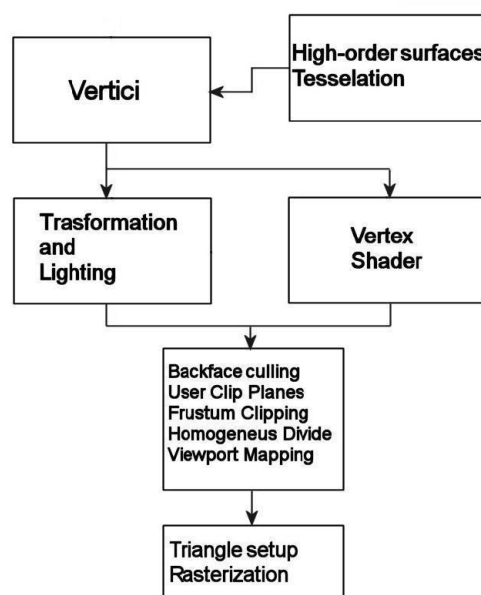 High-order surfaces
Tesselation
Vertici
Trasformation
and
Lighting
Vertex
Shader
Backface culling
User Clip Planes
Frustum Clipping
Homogeneus Divide
Viewport Mapping
Triangle setup
Rasterization